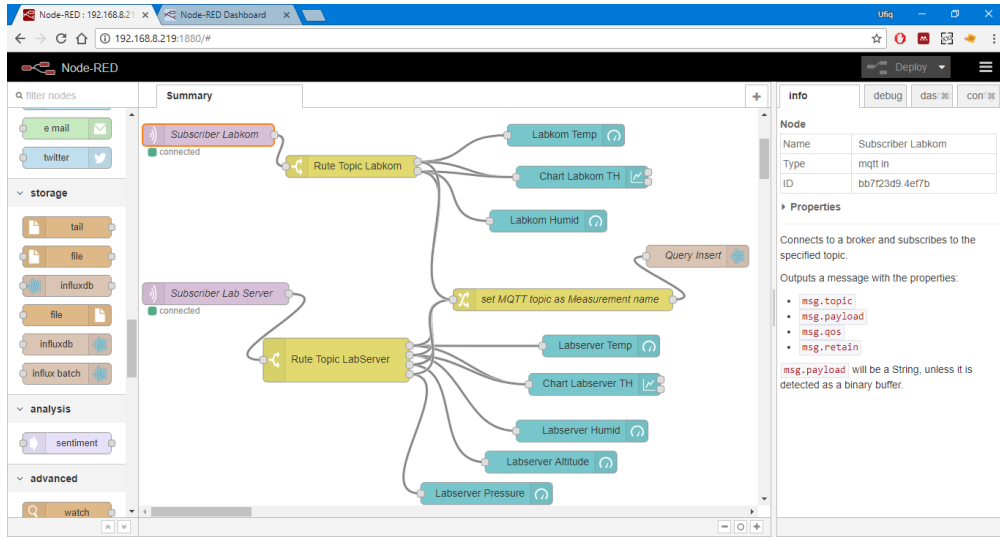 Node-RED : 192.168.8.21
Node-RED Dashboard
Ufiq
192.168.8.219:1880/#
Node-RED
Deploy
filter nodes
e mail
twitter
storage
tail
file
influxdb
file
influxdb
influx batch
analysis
sentiment
advanced
watch
Summary
Subscriber Labkom
connected
Rute Topic Labkom
Labkom Temp
Chart Labkom TH
Labkom Humid
Query Insert
Subscriber Lab Server
connected
set MQTT topic as Measurement name
Rute Topic LabServer
Labserver Temp
Chart Labserver TH
Labserver Humid
Labserver Altitude
Labserver Pressure
info
debug
das
con
Node
Name Subscriber Labkom
Type mqtt in
ID bb7f23d9.4ef7b
Properties
Connects to a broker and subscribes to the
specified topic.
Outputs a message with the properties:
msg.topic
msg.payload
msg.qos
msg.retain
msg.payload will be a String, unless it is
detected as a binary buffer.